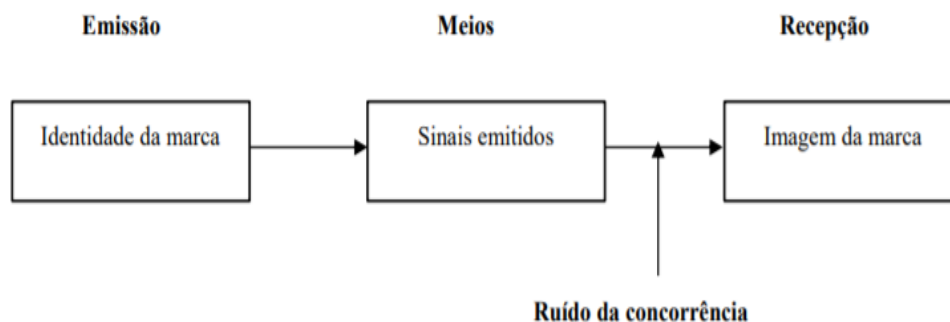 Emissão
Meios
Recepção
Identidade da marca
Sinais emitidos
Imagem da marca
Ruído da concorrência